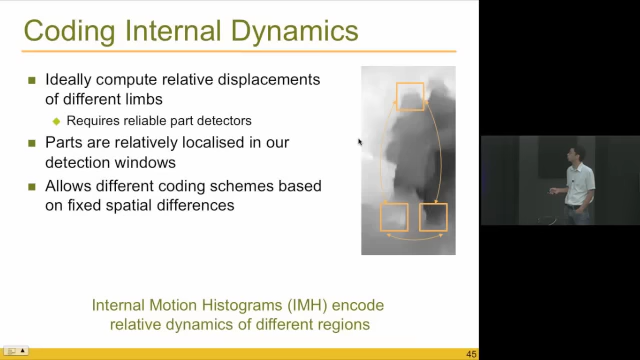 Coding Internal Dynamics
Ideally compute relative displacements
of different limbs
Requires reliable part detectors
Parts are relatively localised in our
detection windows
Allows different coding schemes based
on fixed spatial differences
Internal Motion Histograms (IMH) encode
relative dynamics of different regions
45